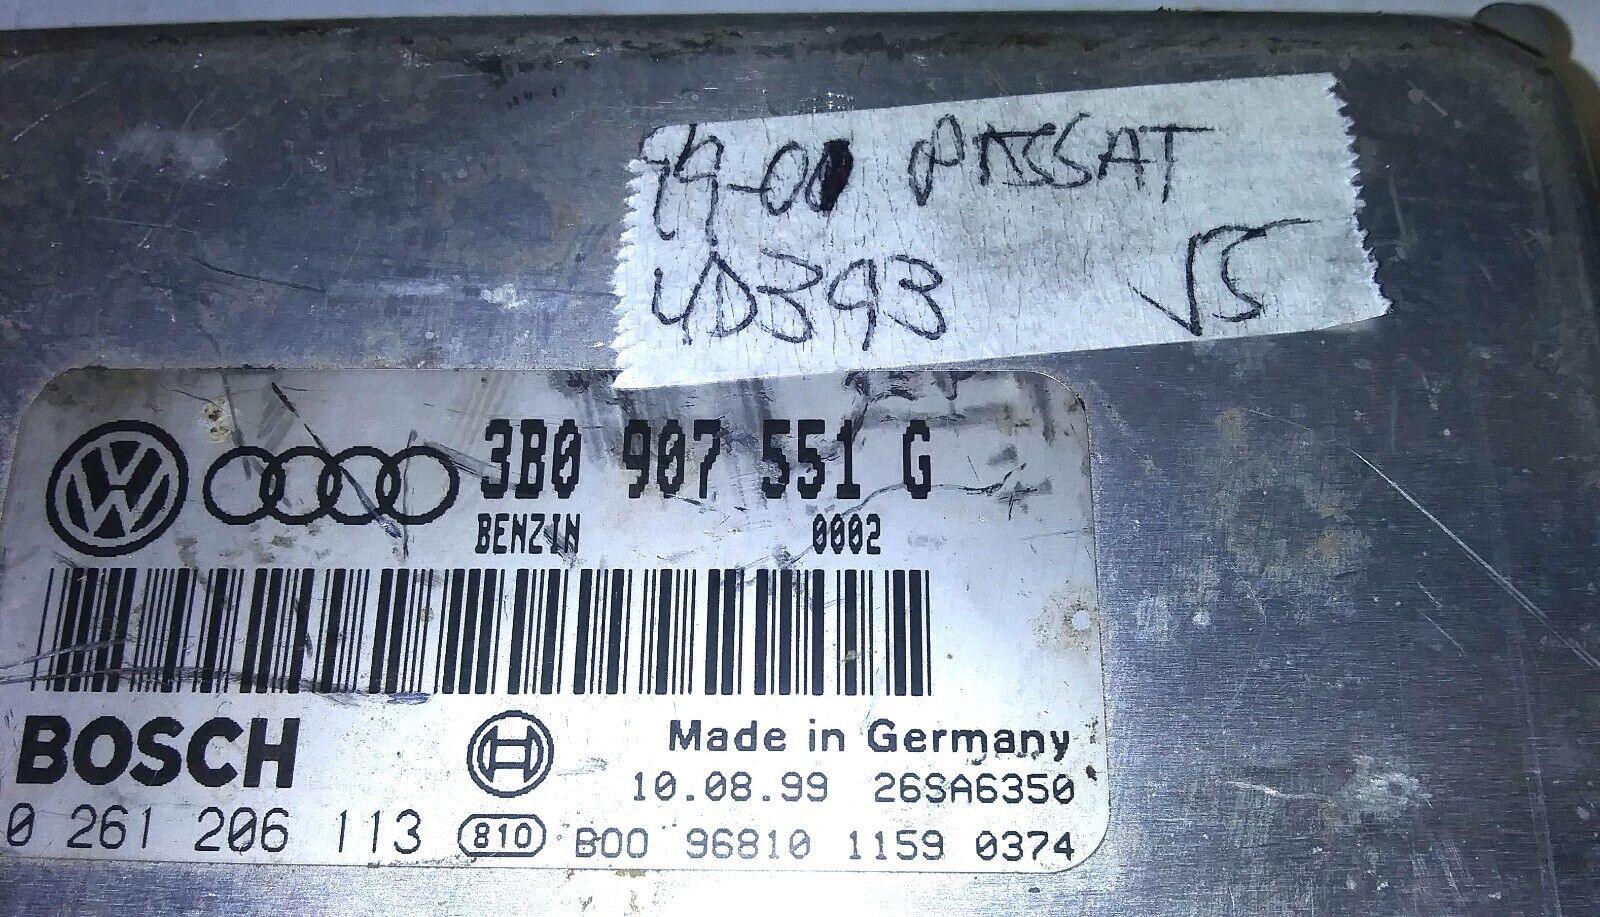 99-01 PASSAT
4D393 V5
3B0 907 551 G
BENZIN 0002
BOSCH
Made in Germany
10.08.99 26SA6350
0 261 206 113 810 B00 96810 1159 0374